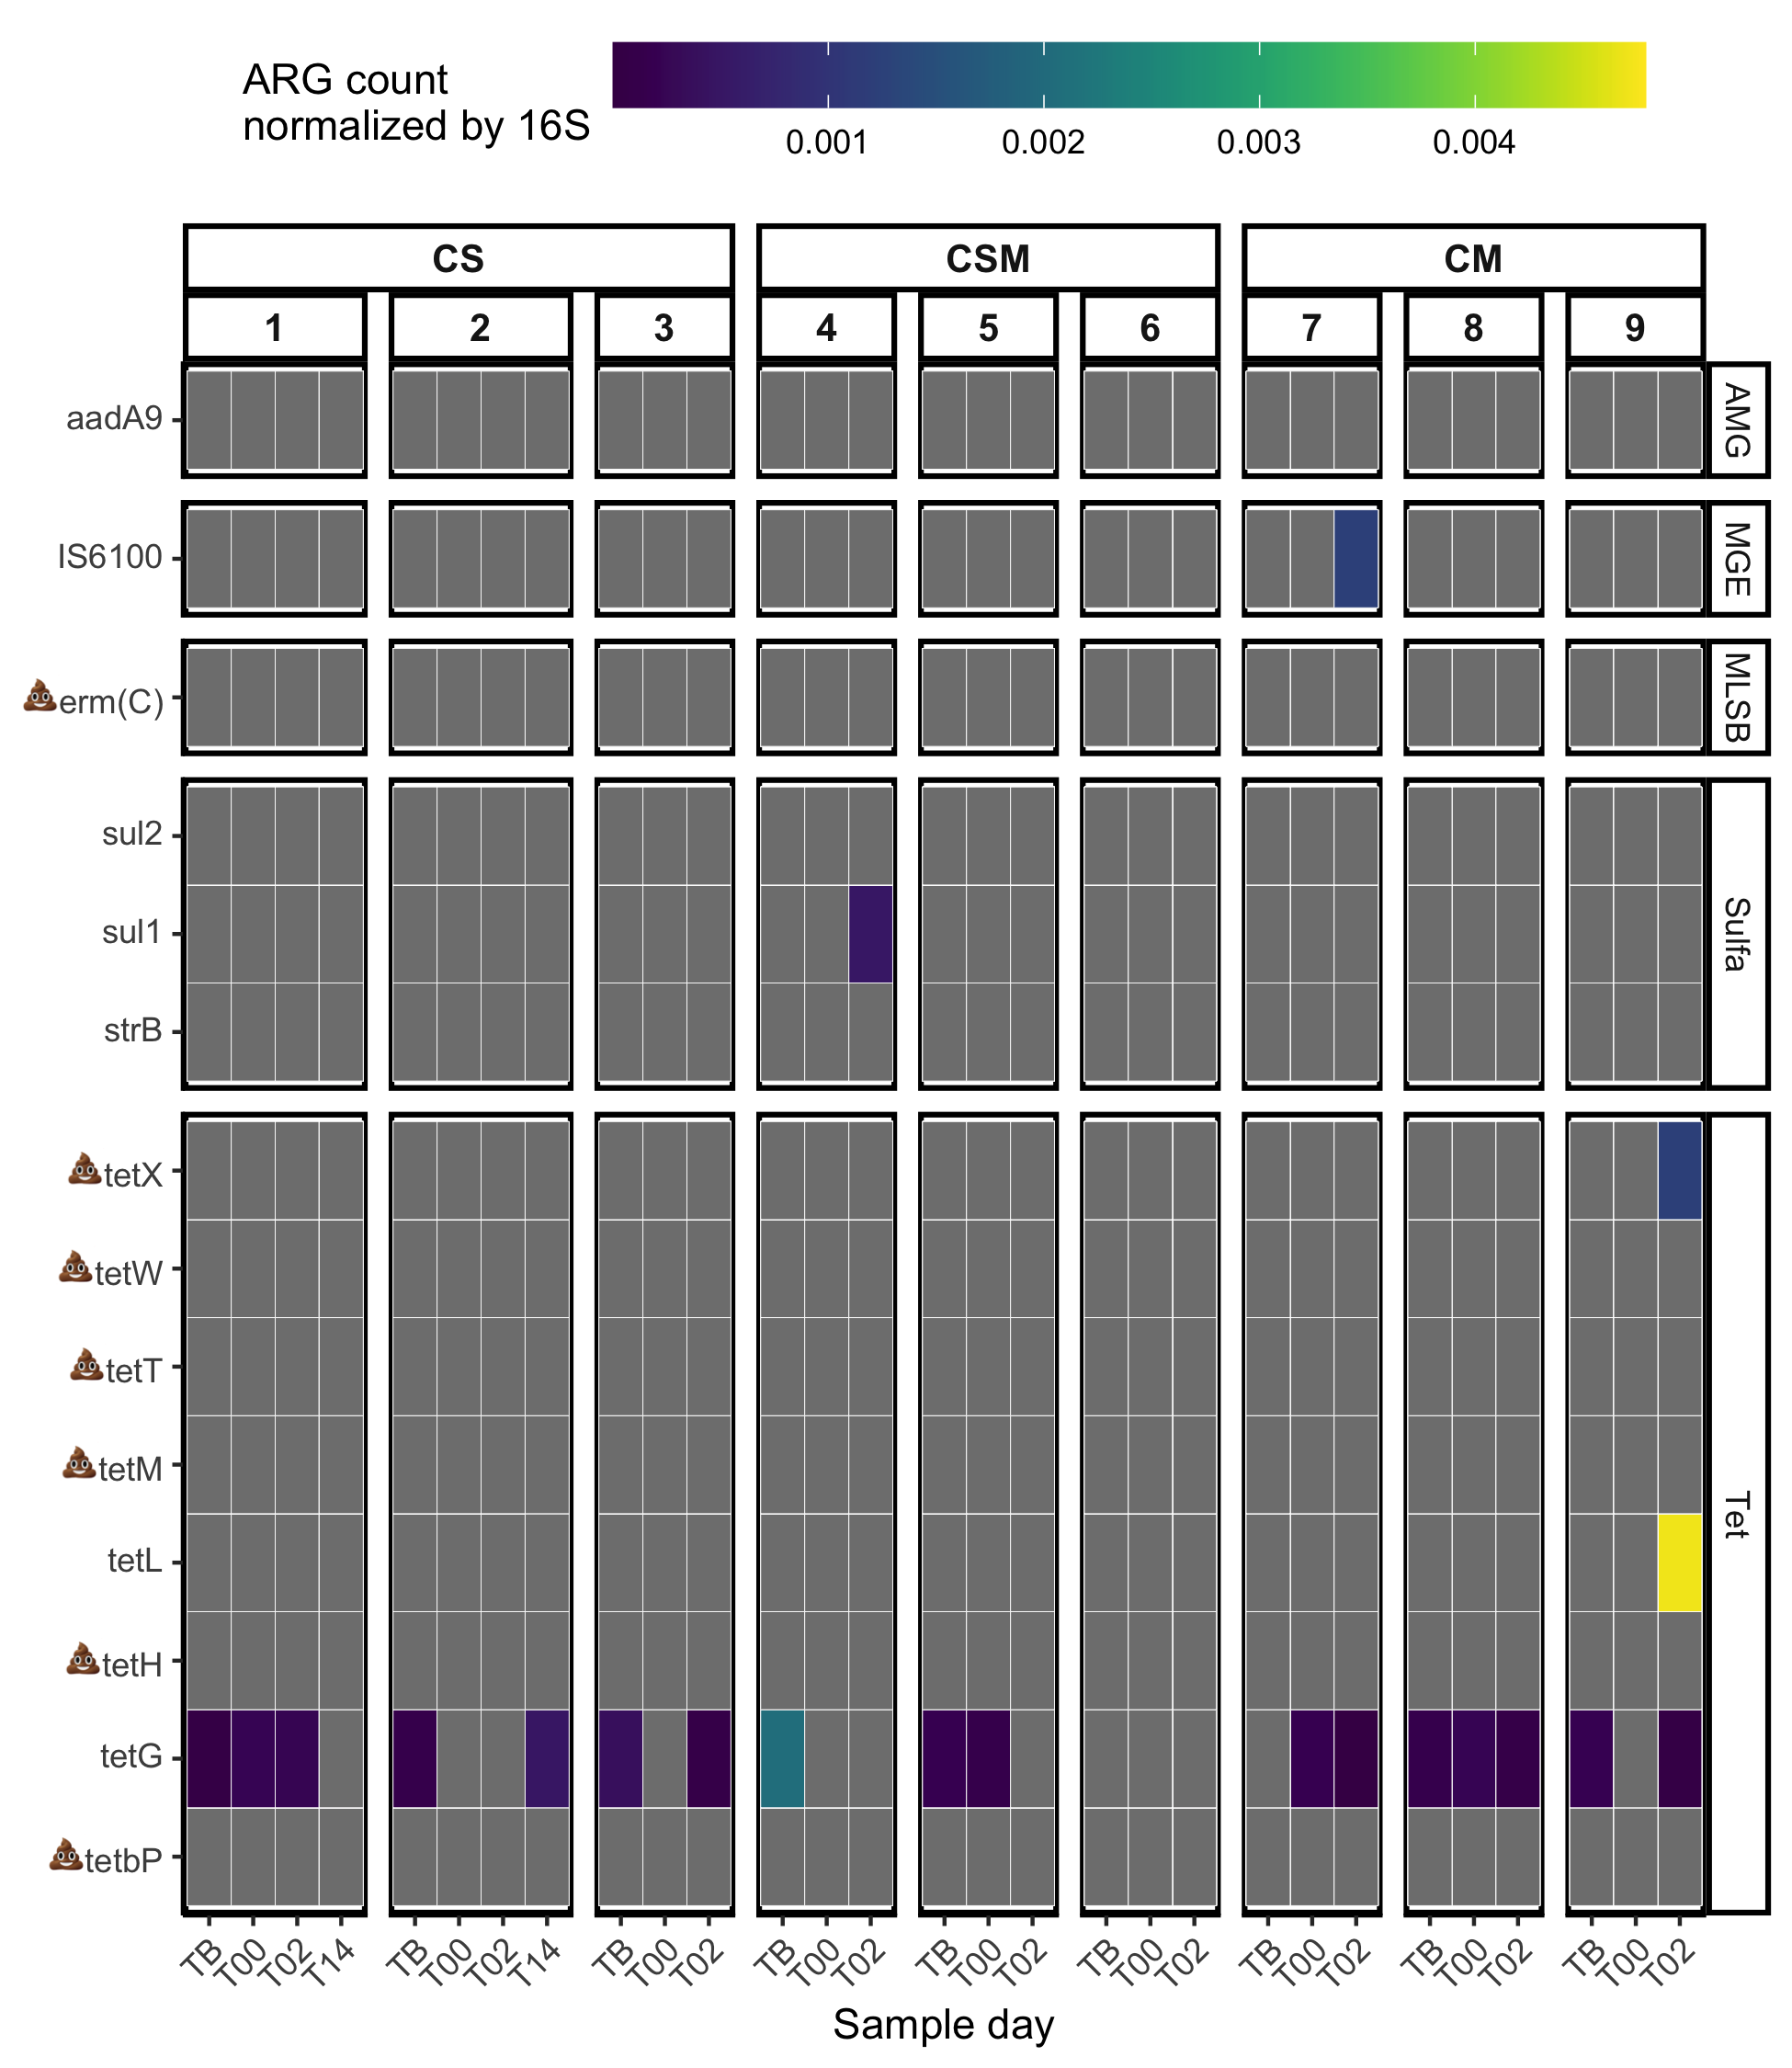 ARG count
normalized by 16S
0.001 0.002 0.003 0.004
CS CSM CM
1 2 3 4 5 6 7 8 9
aadA9 AMG
IS6100 MGE
💩erm(C) MLSB
sul2
sul1 Sulfa
strB
💩tetX
💩tetW
💩tetT
💩tetM
tetL Tet
💩tetH
tetG
💩tetbP
TB T00 T02 T14 TB T00 T02 T14 TB T00 T02 TB T00 T02 TB T00 T02 TB T00 T02 TB T00 T02 TB T00 T02 TB T00 T02
Sample day